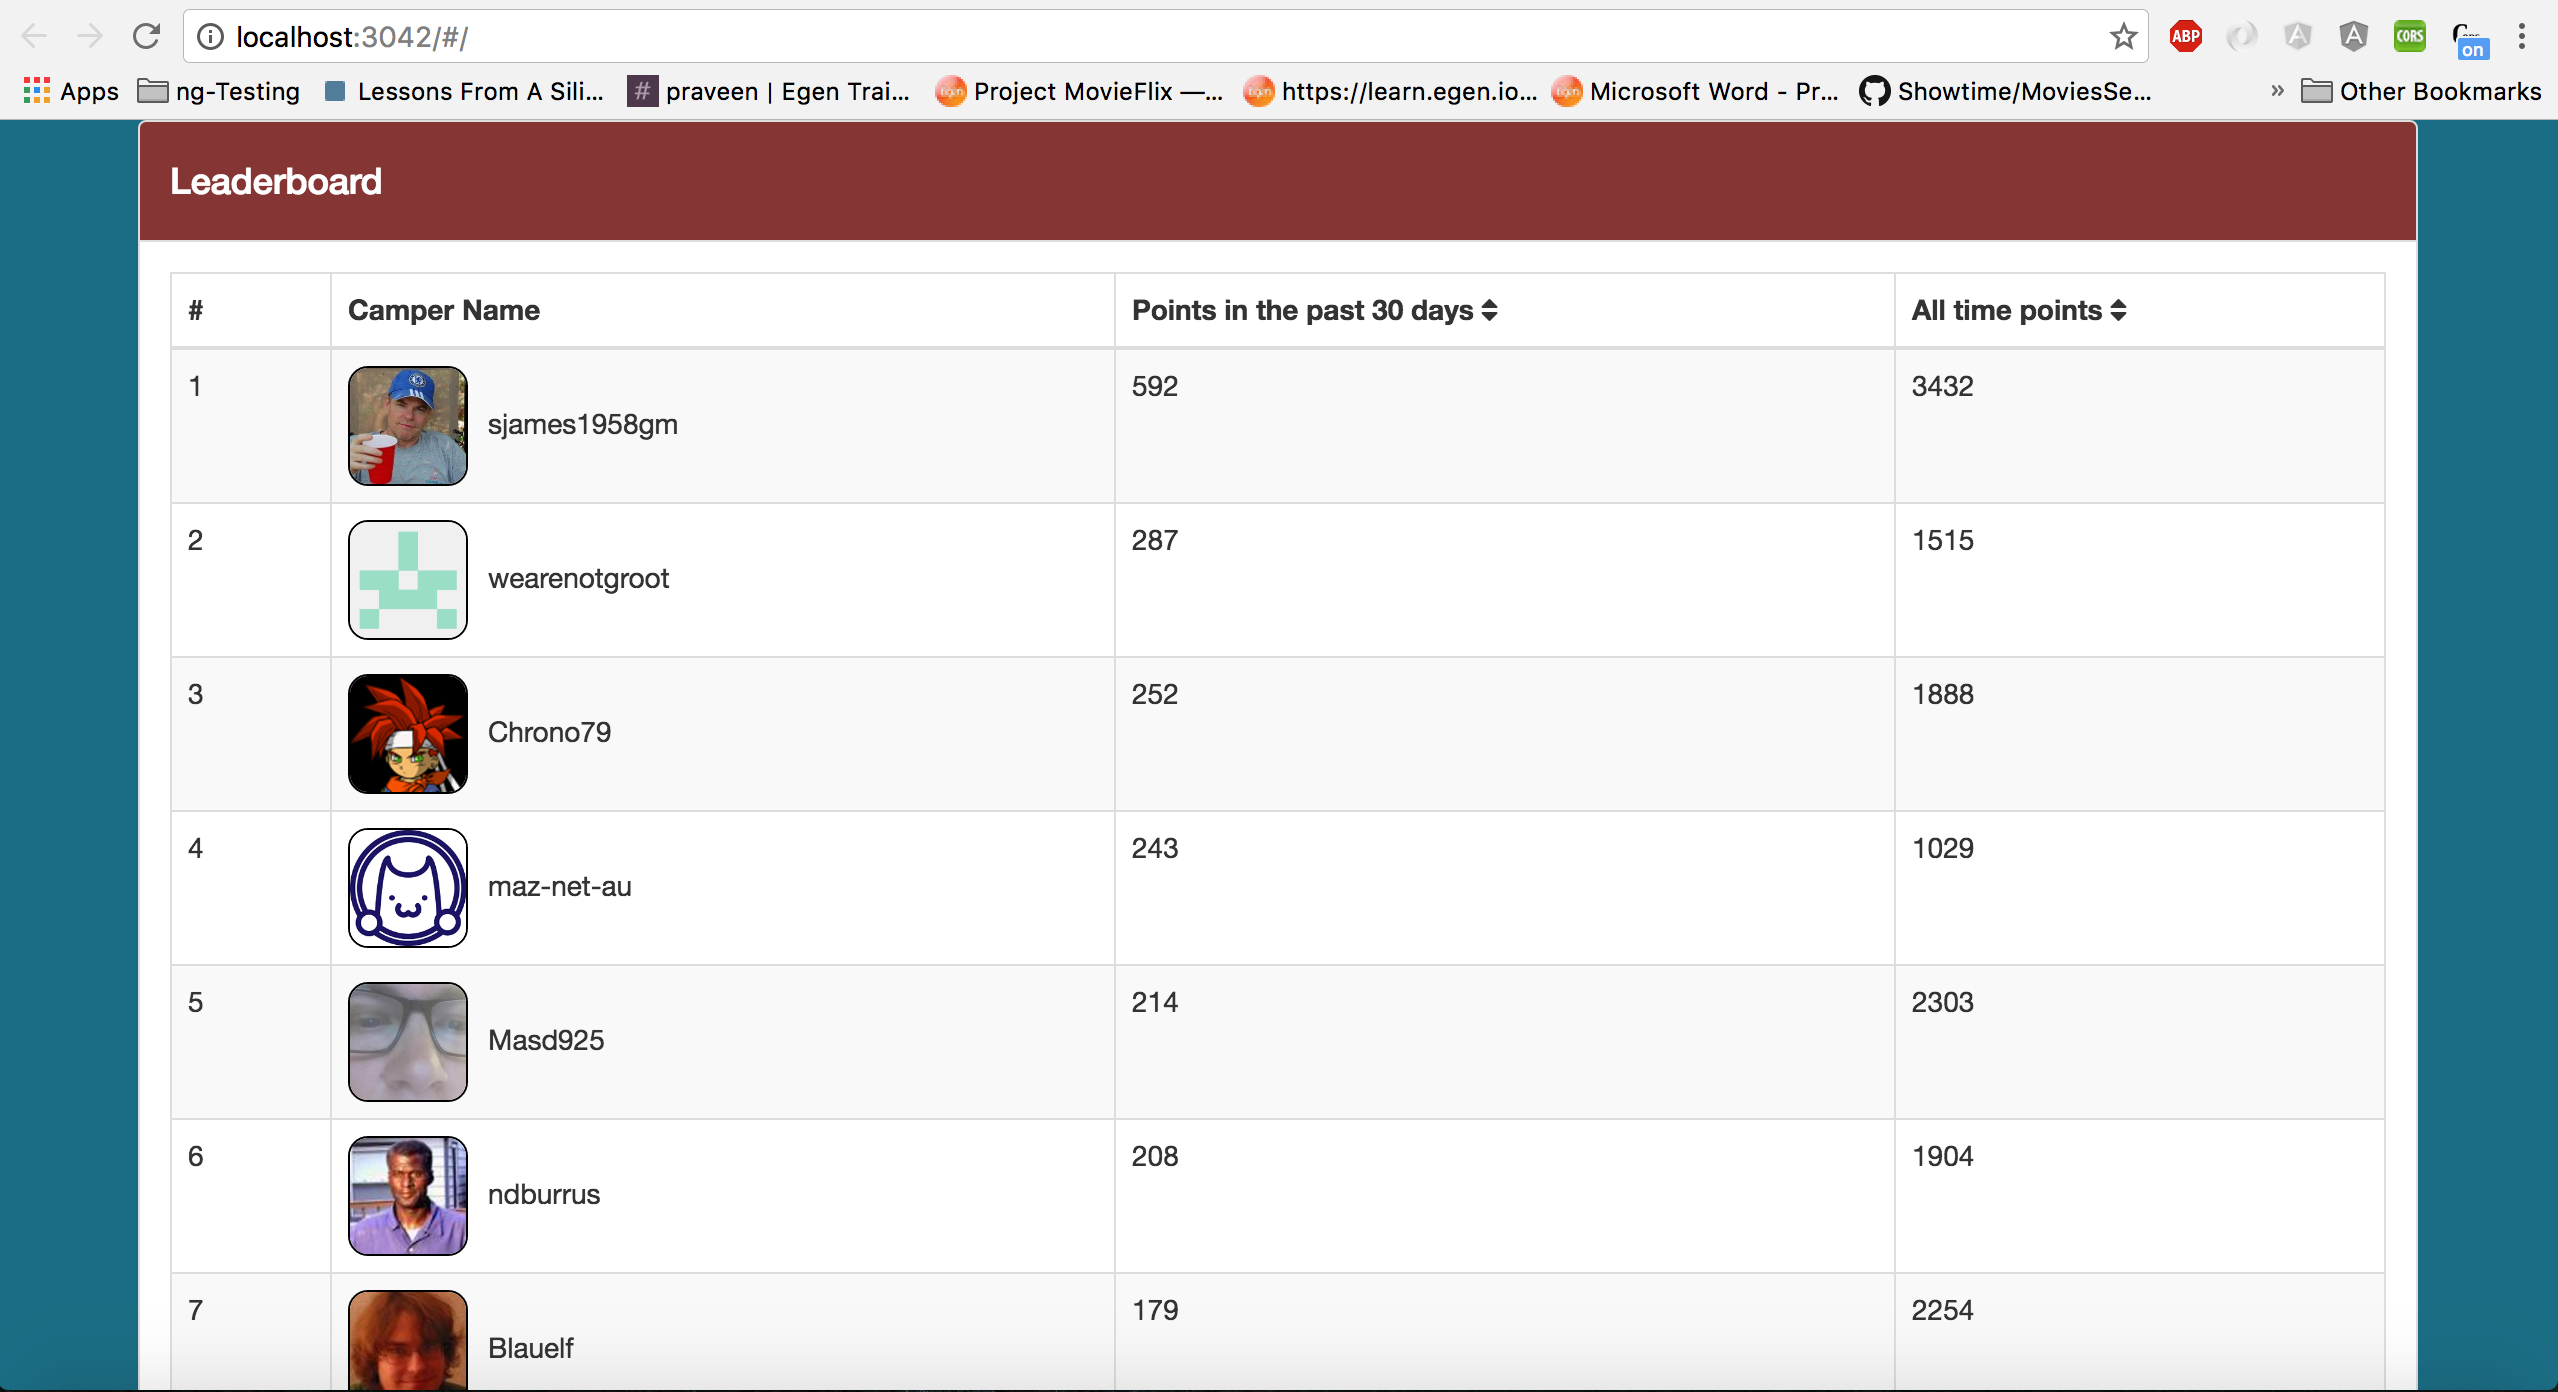 localhost:3042/#/
ABP
CORS
on
Apps ng-Testing Lessons From A Sili... # praveen | Egen Trai... Project MovieFlix —... https://learn.egen.io... Microsoft Word - Pr... Showtime/MoviesSe... » Other Bookmarks
Leaderboard
# Camper Name Points in the past 30 days All time points
1 sjames1958gm 592 3432
2 wearenotgroot 287 1515
3 Chrono79 252 1888
4 maz-net-au 243 1029
5 Masd925 214 2303
6 ndburrus 208 1904
7 Blauelf 179 2254